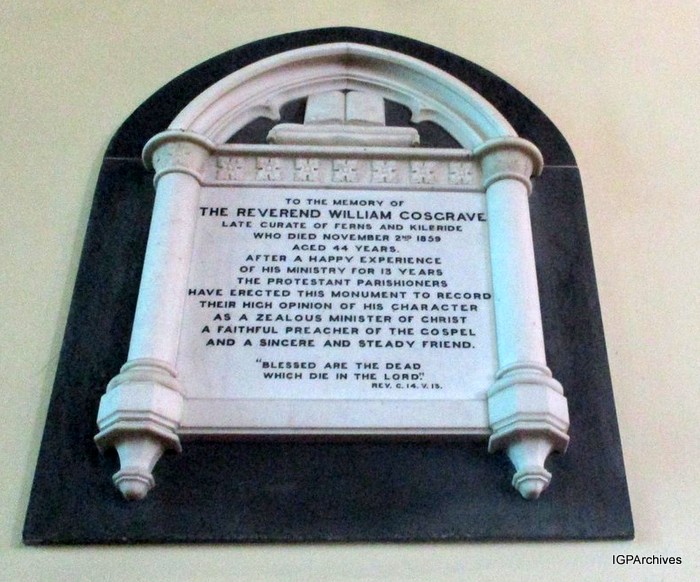 TO THE MEMORY OF
THE REVEREND WILLIAM COSGRAVE
LATE CURATE OF FERNS AND KILBRIDE
WHO DIED NOVEMBER 2ND 1859
AGED 44 YEARS.
AFTER A HAPPY EXPERIENCE
OF HIS MINISTRY FOR 13 YEARS
THE PROTESTANT PARISHIONERS
HAVE ERECTED THIS MONUMENT TO RECORD
THEIR HIGH OPINION OF HIS CHARACTER
AS A ZEALOUS MINISTER OF CHRIST
A FAITHFUL PREACHER OF THE GOSPEL
AND A SINCERE AND STEADY FRIEND.
"BLESSED ARE THE DEAD
WHICH DIE IN THE LORD."
REV. C. 14. V. 13.
IGPArchives